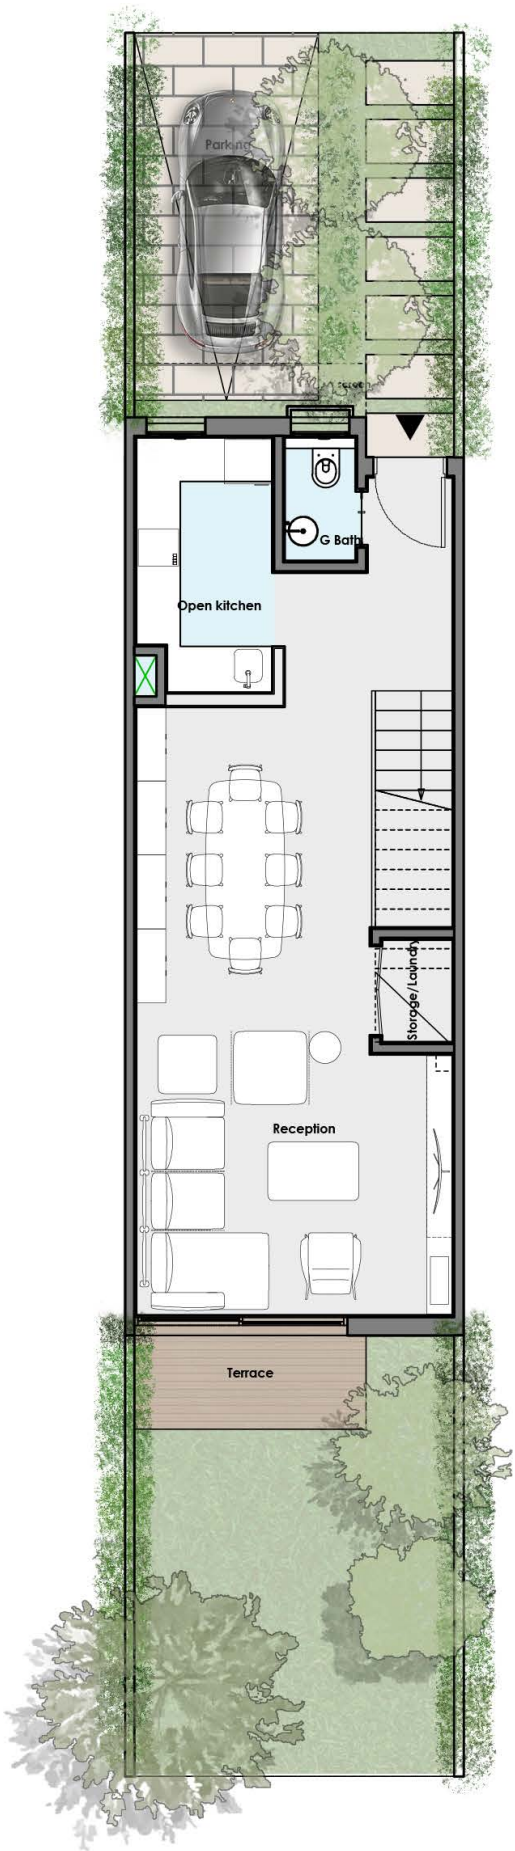 Parking
G Bath
Open kitchen
Storage/Laundry
Reception
Terrace